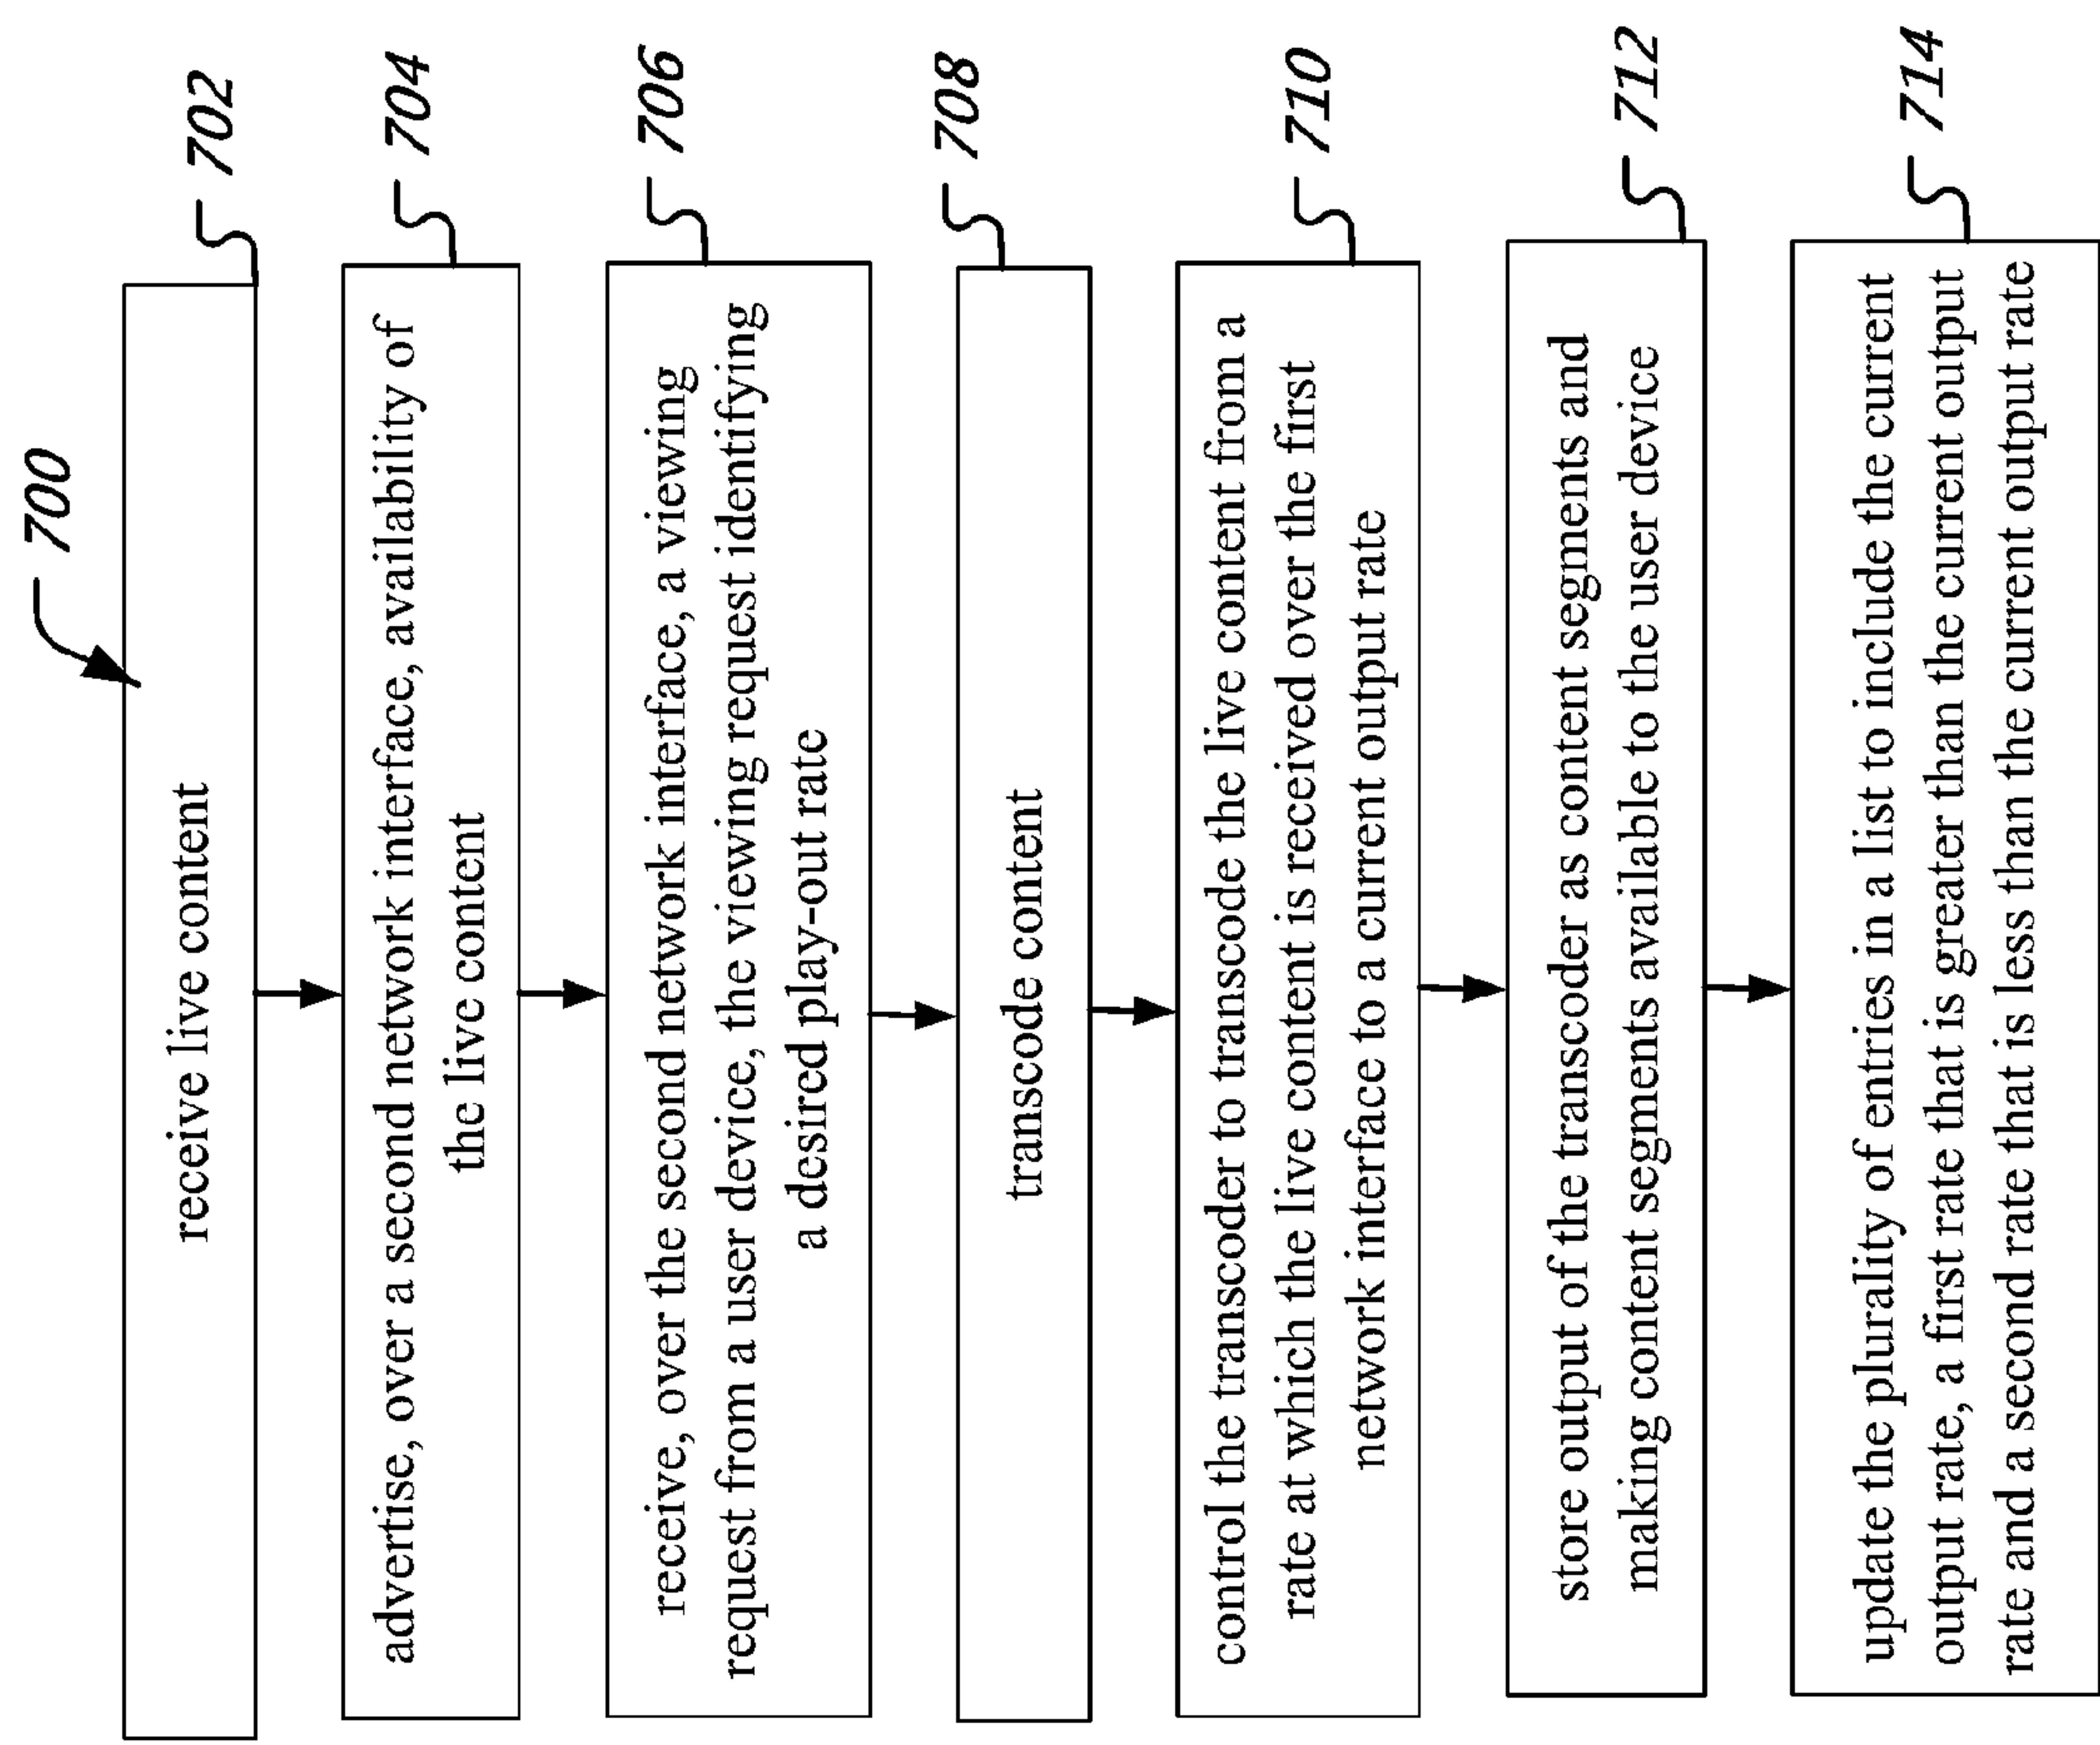 700
receive live content
702
advertise, over a second network interface, availability of
the live content
704
receive, over the second network interface, a viewing
request from a user device, the viewing request identifying
a desired play-out rate
706
transcode content
708
control the transcoder to transcode the live content from a
rate at which the live content is received over the first
network interface to a current output rate
710
store output of the transcoder as content segments and
making content segments available to the user device
712
update the plurality of entries in a list to include the current
output rate, a first rate that is greater than the current output
rate and a second rate that is less than the current output rate
714